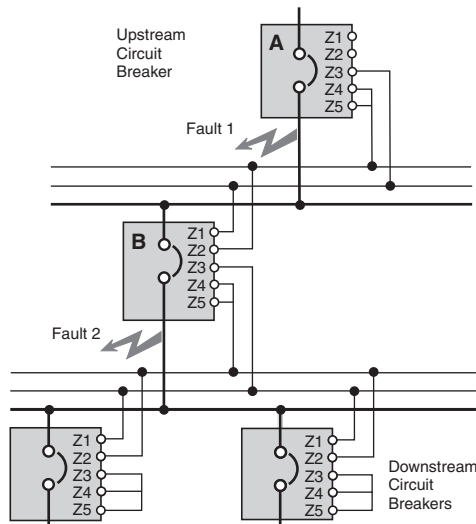 Upstream
Circuit
Breaker
A
Z1
Z2
Z3
Z4
Z5
Fault 1
B
Z1
Z2
Z3
Z4
Z5
Fault 2
Z1
Z2
Z3
Z4
Z5
Z1
Z2
Z3
Z4
Z5
Downstream
Circuit
Breakers